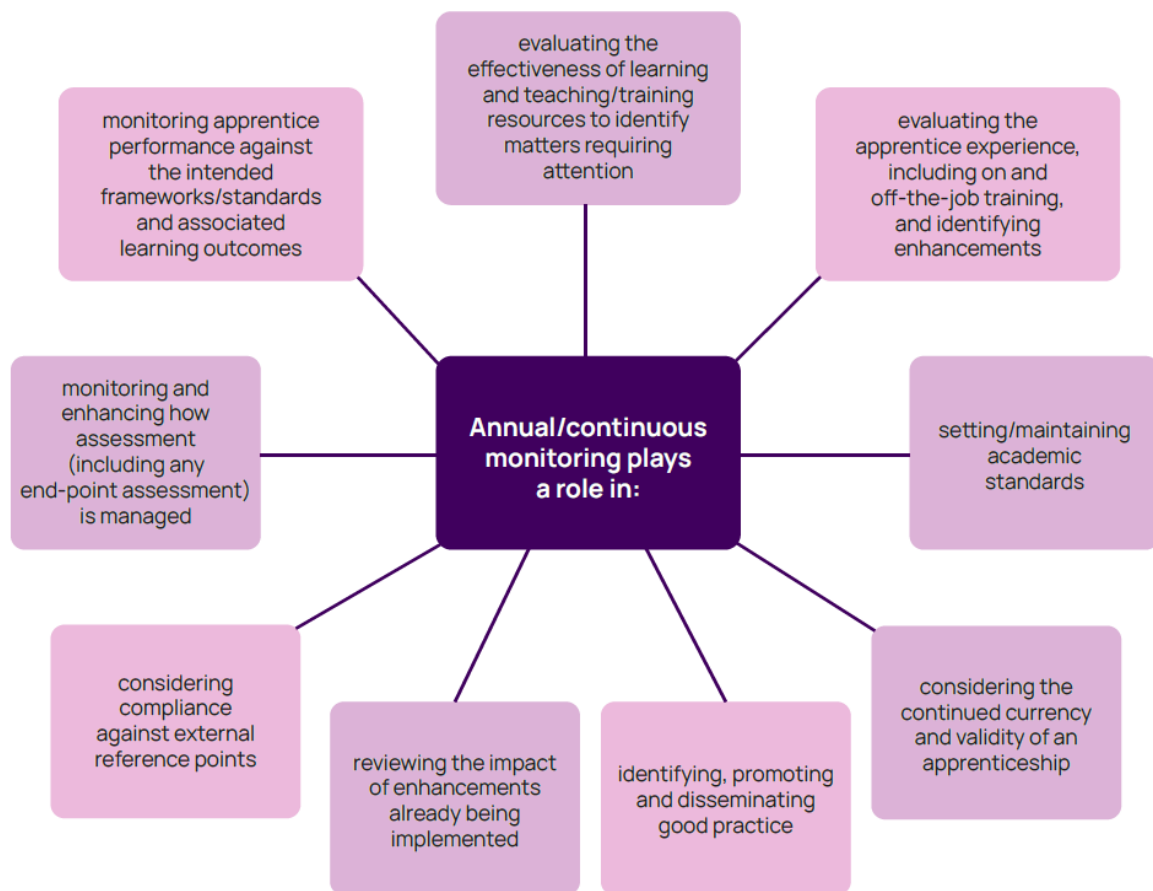 evaluating the
effectiveness of learning
and teaching/training
resources to identify
matters requiring
attention
monitoring apprentice
performance against
the intended
frameworks/standards
and associated
learning outcomes
evaluating the
apprentice experience,
including on and
off-the-job training,
and identifying
enhancements
monitoring and
enhancing how
assessment
(including any
end-point assessment)
is managed
Annual/continuous
monitoring plays
a role in:
setting/maintaining
academic
standards
considering
compliance
against external
reference points
reviewing the impact
of enhancements
already being
implemented
identifying, promoting
and disseminating
good practice
considering the
continued currency
and validity of an
apprenticeship